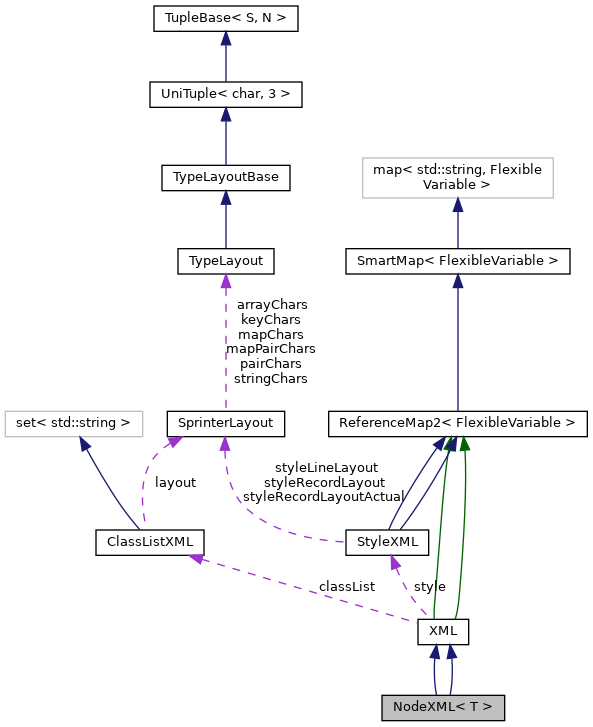 TupleBase< S, N >
UniTuple< char, 3 >
TypeLayoutBase
map< std::string, Flexible
Variable >
TypeLayout
SmartMap< FlexibleVariable >
arrayChars
keyChars
mapChars
mapPairChars
pairChars
stringChars
set< std::string >
SprinterLayout
ReferenceMap2< FlexibleVariable >
layout
styleLineLayout
styleRecordLayout
styleRecordLayoutActual
ClassListXML
StyleXML
classList
style
XML
NodeXML< T >